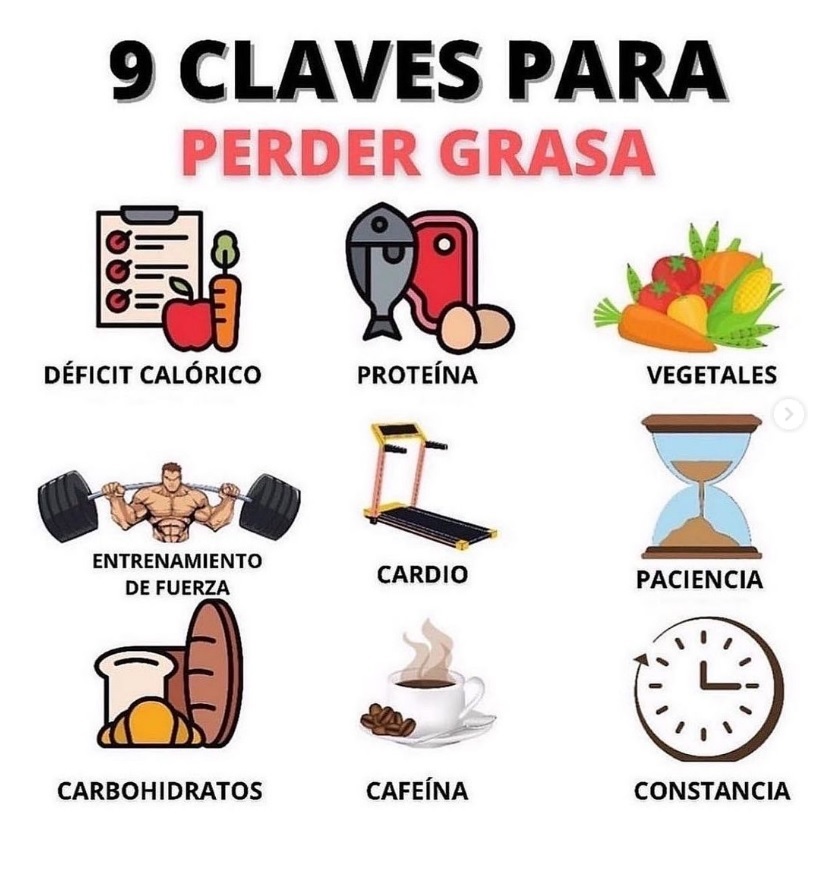 9 CLAVES PARA
PERDER GRASA
DÉFICIT CALÓRICO
PROTEÍNA
VEGETALES
ENTRENAMIENTO
DE FUERZA
CARDIO
PACIENCIA
CARBOHIDRATOS
CAFEÍNA
CONSTANCIA